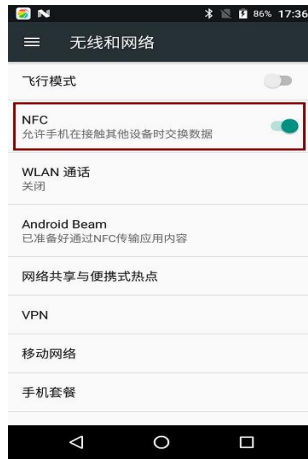 86% 17:36
无线和网络
飞行模式
NFC
允许手机在接触其他设备时交换数据
WLAN 通话
关闭
Android Beam
已准备好通过NFC传输应用内容
网络共享与便携式热点
VPN
移动网络
手机套餐